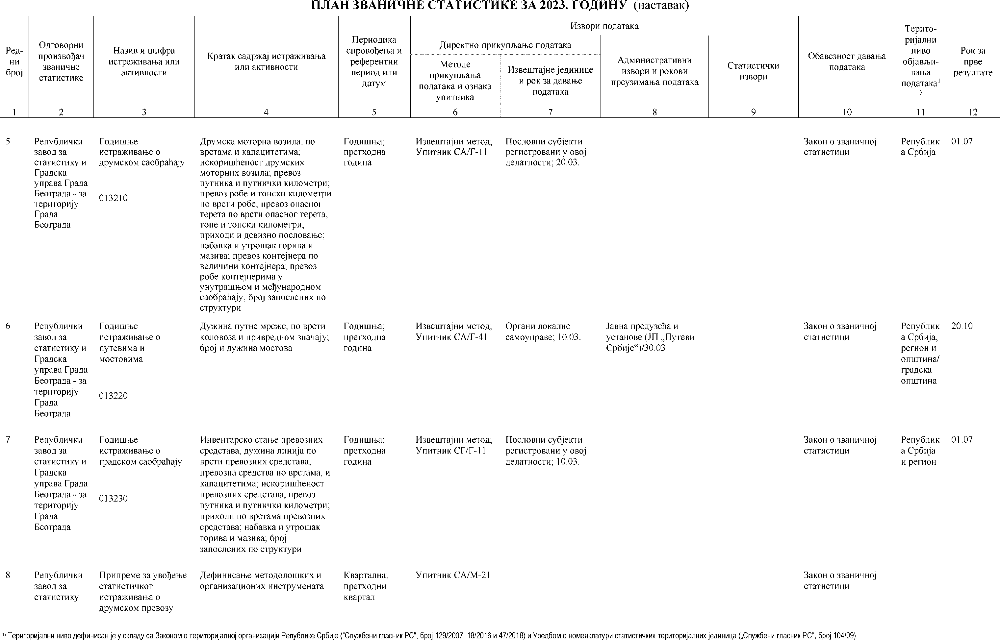 ПЛАН ЗВАНИЧНЕ СТАТИСТИКЕ ЗА 2023. ГОДИНУ (наставак)
Ред-
ни
број
Одговорни
произвођач
званичне
статистике
Назив и шифра
истраживања или
активности
Кратак садржај истраживања
или активности
Периодика
спровођења и
референтни
период или
датум
Извори података
Директно прикупљање података
Методе
прикупљања
података и ознака
упитника
Извештајне јединице
и рок за давање
података
Административни
извори и рокови
преузимања података
Статистички
извори
Обавезност давања
података
Терито-
ријални
ниво
објављи-
вања
података¹
)
Рок за
прве
резултате
1 2 3 4 5 6 7 8 9 10 11 12
5
Републички
завод за
статистику и
Градска
управа Града
Београда - за
територију
Града
Београда
Годишње
истраживање о
друмском саобраћају
013210
Друмска моторна возила, по
врстама и капацитетима;
искоришћеност друмских
моторних возила; превоз
путника и путнички километри;
превоз робе и тонски километри
по врсти робе; превоз опасног
терета по врсти опасног терета,
тоне и тонски километри;
приходи и девизно пословање;
набавка и утрошак горива и
мазива; превоз контејнера по
величини контејнера; превоз
робе контејнерима у
унутрашњем и међународном
саобраћају; број запослених по
структури
Годишња;
претходна
година
Извештајни метод;
Упитник СА/Г-11
Пословни субјекти
регистровани у овој
делатности; 20.03.
Закон о званичној
статистици
Републик
а Србија
01.07.
6
Републички
завод за
статистику и
Градска
управа Града
Београда - за
територију
Града
Београда
Годишње
истраживање о
путевима и
мостовима
013220
Дужина путне мреже, по врсти
коловоза и привредном значају;
број и дужина мостова
Годишња;
претходна
година
Извештајни метод;
Упитник СА/Г-41
Органи локалне
самоуправе; 10.03.
Јавна предузећа и
установе (ЈП „Путеви
Србије“)/30.03
Закон о званичној
статистици
Републик
а Србија,
регион и
општина/
градска
општина
20.10.
7
Републички
завод за
статистику и
Градска
управа Града
Београда - за
територију
Града
Београда
Годишње
истраживање о
градском саобраћају
013230
Инвентарско стање превозних
средстава, дужина линија по
врсти превозних средстава;
превозна средства по врстама, и
капацитетима; искоришћеност
превозних средстава, превоз
путника и путнички километри;
приходи по врстама превозних
средстава; набавка и утрошак
горива и мазива; број
запослених по структури
Годишња;
претходна
година
Извештајни метод;
Упитник СГ/Г-11
Пословни субјекти
регистровани у овој
делатности; 10.03.
Закон о званичној
статистици
Републик
а Србија
и регион
01.07.
8
Републички
завод за
статистику
Припреме за увођење
статистичког
истраживања о
друмском превозу
Дефинисање методолошких и
организационих инструмената
Квартална;
претходни
квартал
Упитник СА/М-21
Закон о званичној
статистици
¹⁾ Територијални ниво дефинисан је у складу са Законом о територијалној организацији Републике Србије ("Службени гласник РС", број 129/2007, 18/2016 и 47/2018) и Уредбом о номенклатури статистичких територијалних јединица („Службени гласник РС", број 104/09).